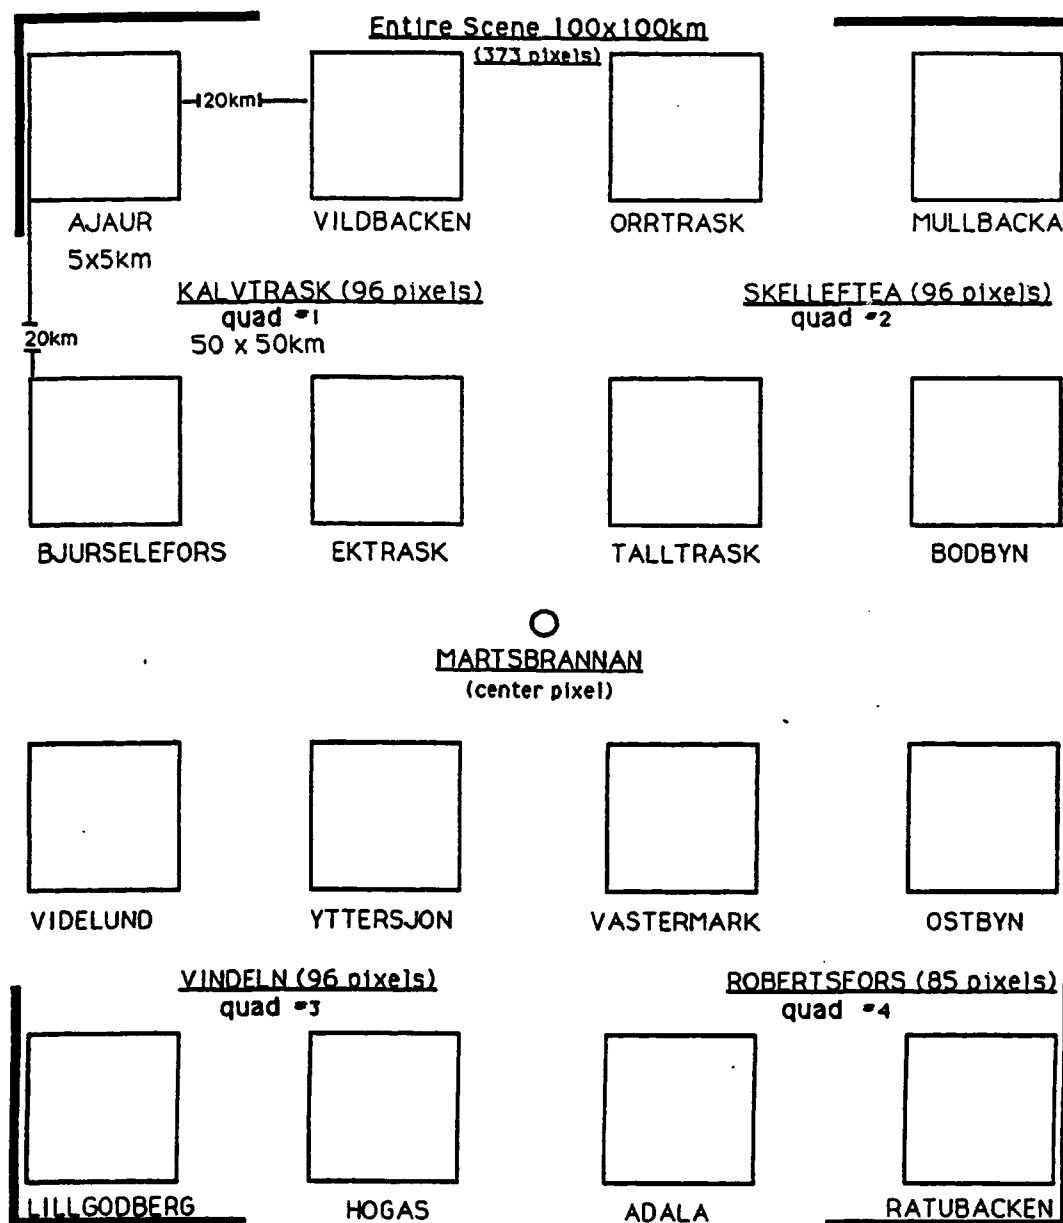 Entire Scene 100x100km
(373 pixels)
20km
AJAUR
VILDBACKEN
ORRTRASK
MULLBACKA
5x5km
KALVTRASK (96 pixels)
quad #1
50 x 50km
SKELLEFTEA (96 pixels)
quad #2
20km
BJURSELEFORS
EKTRASK
TALLTRASK
BODBYN
MARTSBRANNAN
(center pixel)
VIDELUND
YTTERSJON
VASTERMARK
OSTBYN
VINDELN (96 pixels)
quad #3
ROBERTSFORS (85 pixels)
quad #4
LILLGODBERG
HOGAS
ADALA
RATUBACKEN